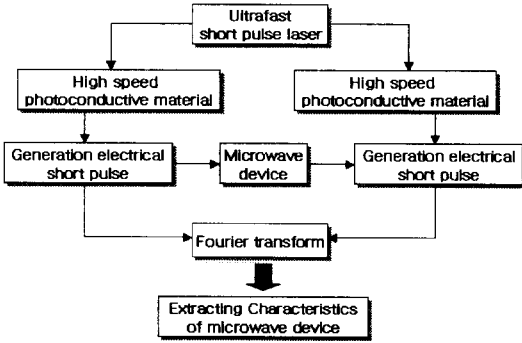 Ultrafast
short pulse laser
High speed
photoconductive material
High speed
photoconductive material
Generation electrical
short pulse
Microwave
device
Generation electrical
short pulse
Fourier transform
Extracting Characteristics
of microwave device